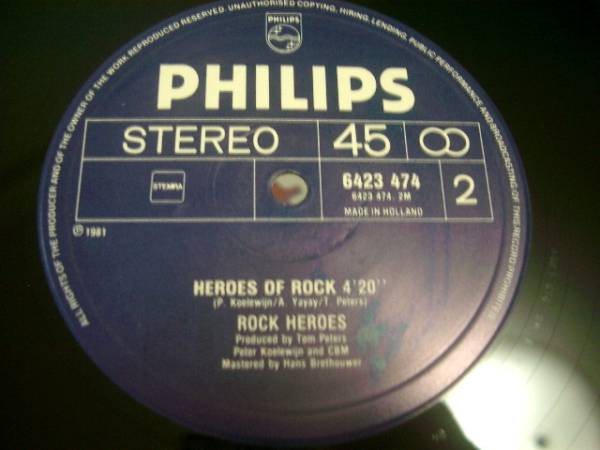 ALL RIGHTS OF THE PRODUCER AND OF THE OWNER OF THE WORK REPRODUCED RESERVED. UNAUTHORISED COPYING, HIRING, LENDING, PUBLIC PERFORMANCE AND BROADCASTING OF THIS RECORD PROHIBITED
PHILIPS
PHILIPS
STEREO 45 ∞
STEMRA 6423 474 2
6423 474. 2M
MADE IN HOLLAND
℗ 1981
HEROES OF ROCK 4'20''
(P. Koelewijn/A. Yayay/T. Peters)
ROCK HEROES
Produced by Tom Peters
Peter Koelewijn and CBM
Mastered by Hans Brethouwer